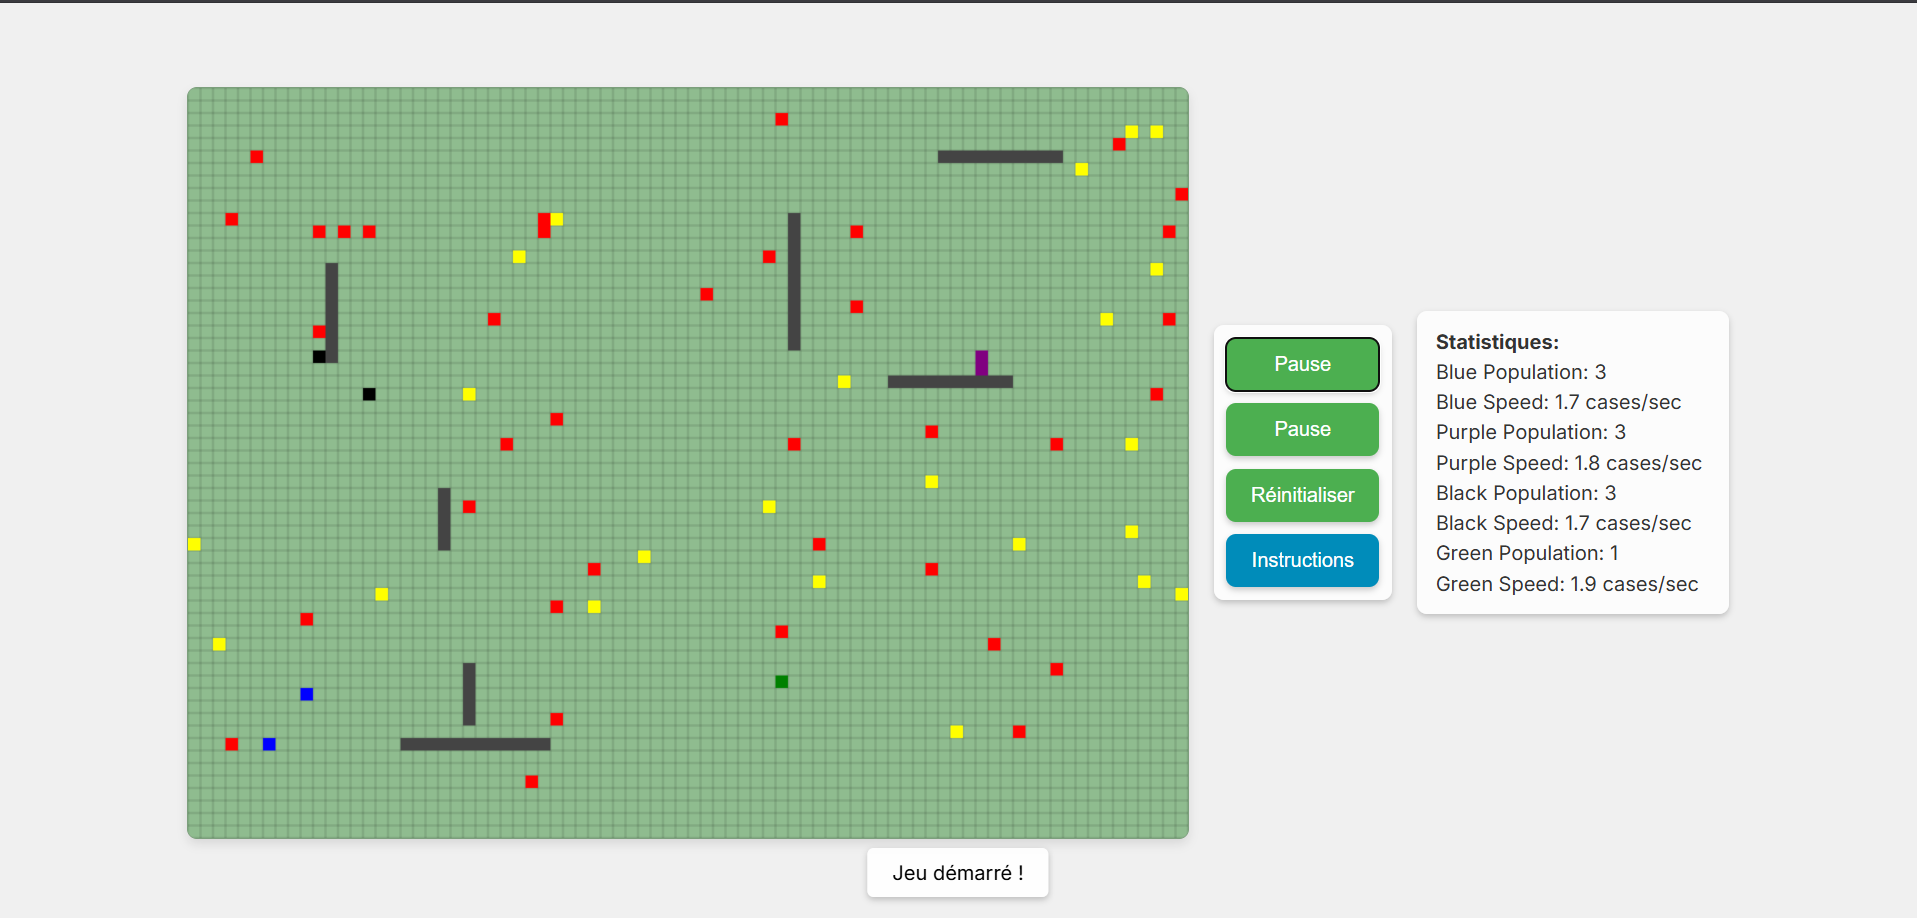 Pause
Pause
Réinitialiser
Instructions
Statistiques:
Blue Population: 3
Blue Speed: 1.7 cases/sec
Purple Population: 3
Purple Speed: 1.8 cases/sec
Black Population: 3
Black Speed: 1.7 cases/sec
Green Population: 1
Green Speed: 1.9 cases/sec
Jeu démarré !